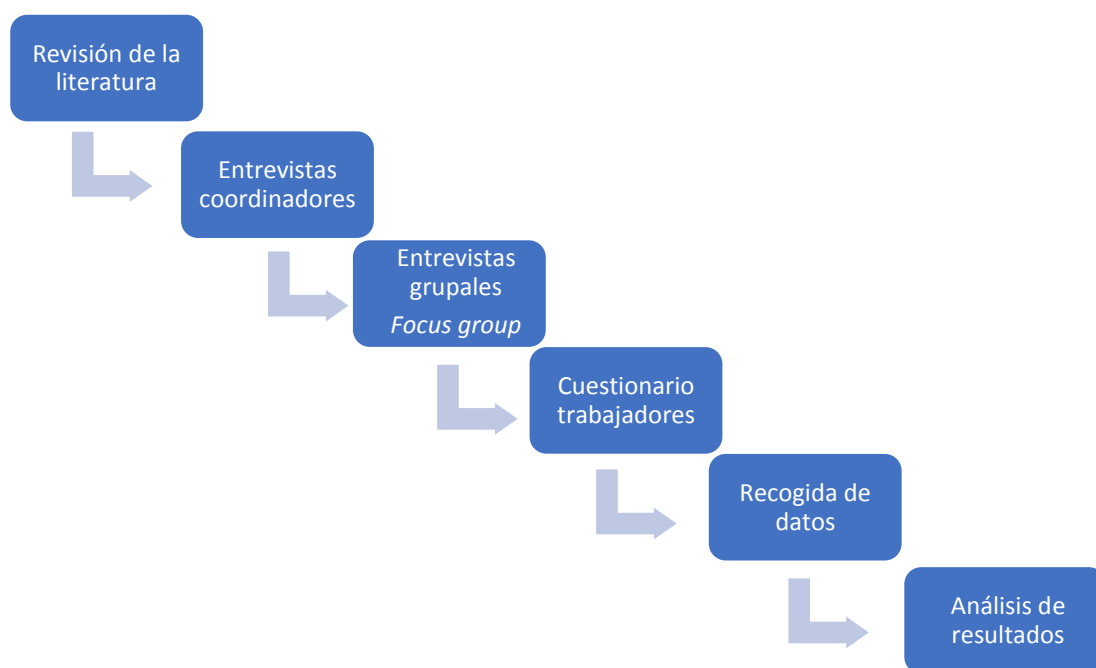 Revisión de la
literatura
Entrevistas
coordinadores
Entrevistas
grupales
Focus group
Cuestionario
trabajadores
Recogida de
datos
Análisis de
resultados